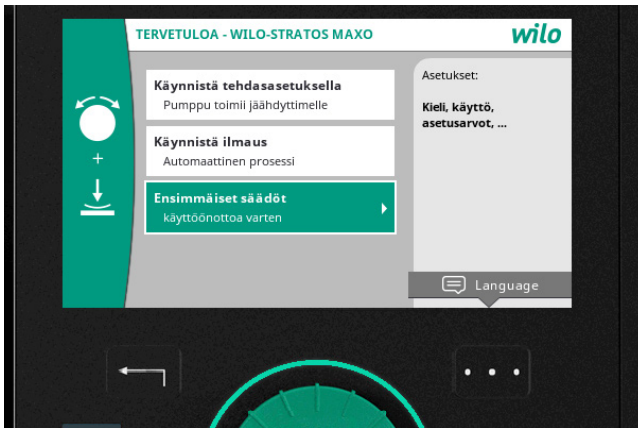 TERVETULOA - WILO-STRATOS MAXO
wilo
Käynnistä tehdasasetuksella
Pumppu toimii jäähdyttimelle
Käynnistä ilmaus
Automaattinen prosessi
Ensimmäiset säädöt
käyttöönottoa varten
Asetukset:
Kieli, käyttö,
asetusarvot, ...
+
Language